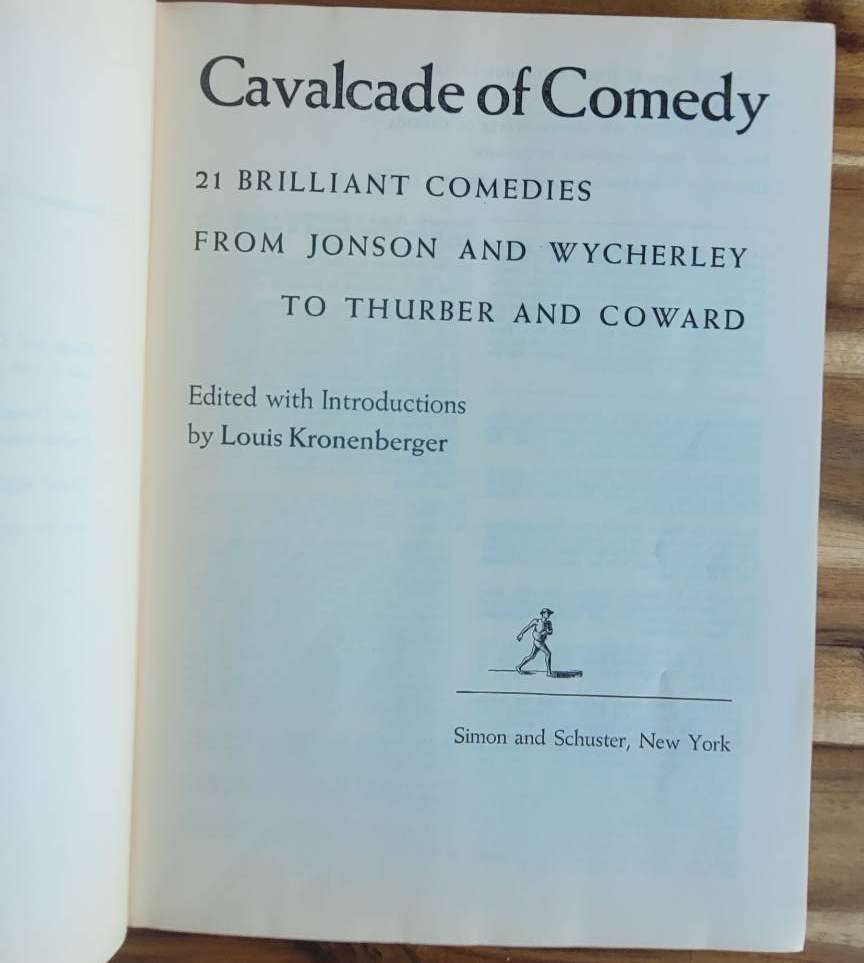 Cavalcade of Comedy
21 BRILLIANT COMEDIES
FROM JONSON AND WYCHERLEY
TO THURBER AND COWARD
Edited with Introductions
by Louis Kronenberger
Simon and Schuster, New York